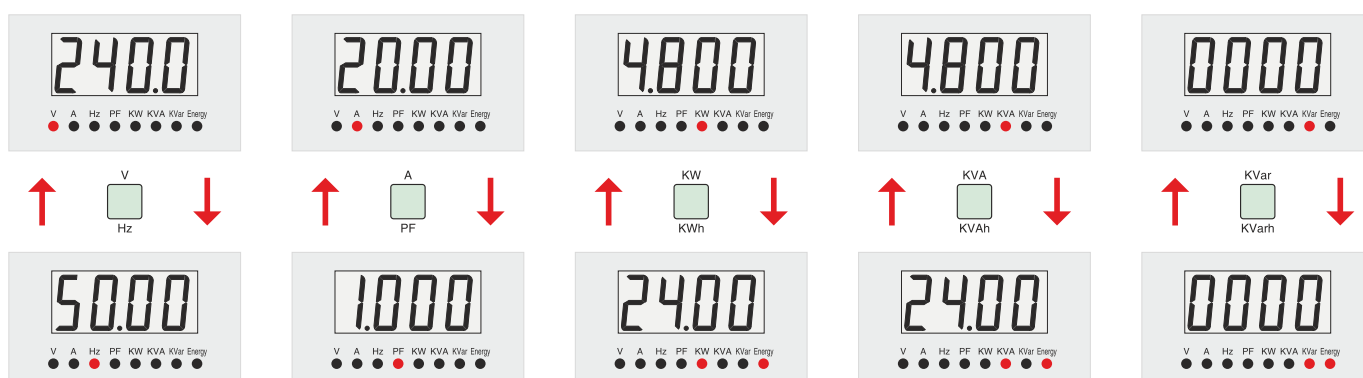 240.0 20.00 4.800 4.800 0000
V A Hz PF KW KVA KVar Energy V A Hz PF KW KVA KVar Energy V A Hz PF KW KVA KVar Energy V A Hz PF KW KVA KVar Energy V A Hz PF KW KVA KVar Energy
V A KW KVA KVar
Hz PF KWh KVAh KVarh
50.00 1.000 24.00 24.00 0000
V A Hz PF KW KVA KVar Energy V A Hz PF KW KVA KVar Energy V A Hz PF KW KVA KVar Energy V A Hz PF KW KVA KVar Energy V A Hz PF KW KVA KVar Energy